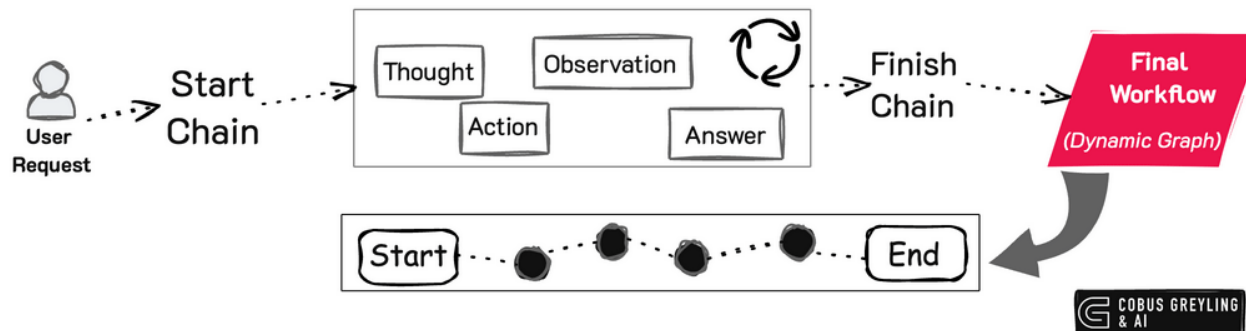 User
Request
Start
Chain
Thought
Observation
Action
Answer
Finish
Chain
Final
Workflow
(Dynamic Graph)
Start
End
COBUS GREYLING
& AI